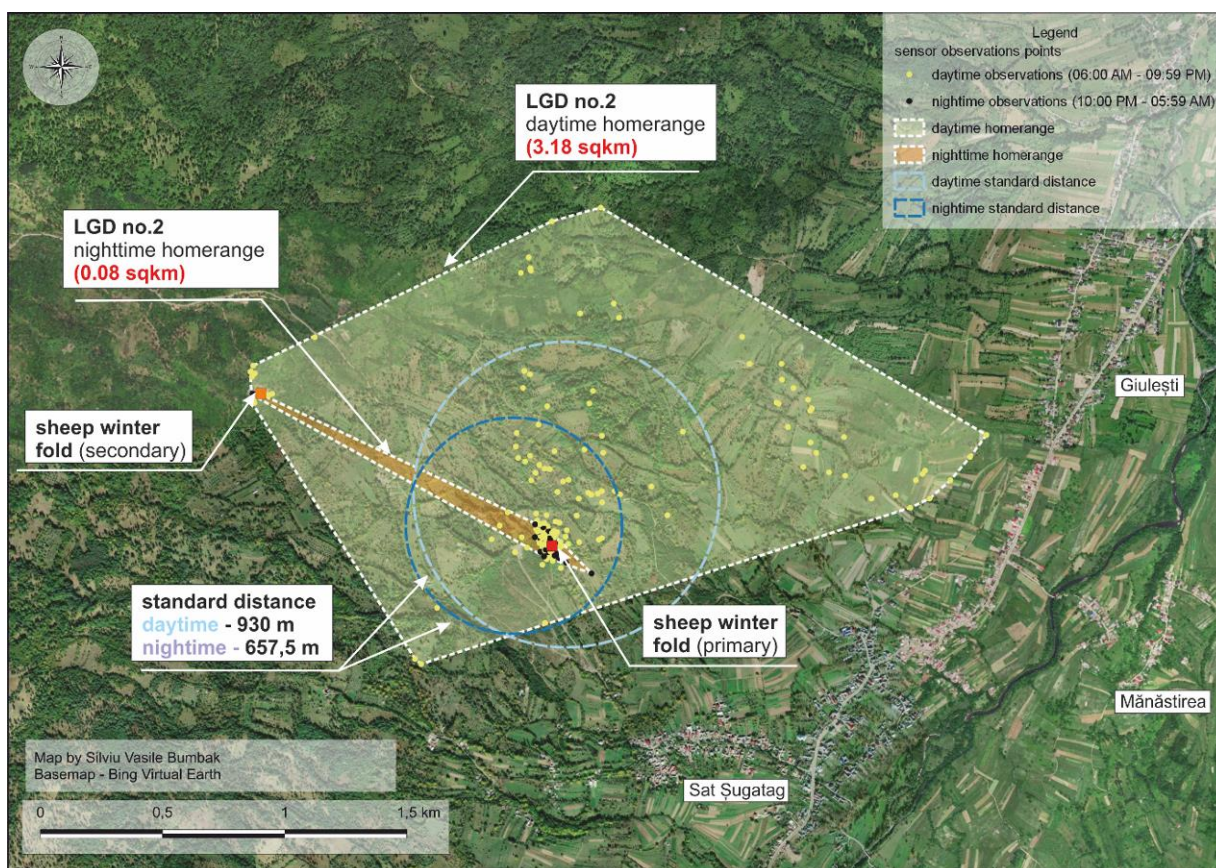 Legend
sensor observations points
daytime observations (06:00 AM - 09:59 PM)
nightime observations (10:00 PM - 05:59 AM)
daytime homerange
nighttime homerange
daytime standard distance
nightime standard distance
LGD no.2
daytime homerange
(3.18 sqkm)
LGD no.2
nighttime homerange
(0.08 sqkm)
Giulești
sheep winter
fold (secondary)
standard distance
daytime - 930 m
nightime - 657,5 m
sheep winter
fold (primary)
Mănăstirea
Sat Șugatag
Map by Silviu Vasile Bumbak
Basemap - Bing Virtual Earth
0 0,5 1 1,5 km